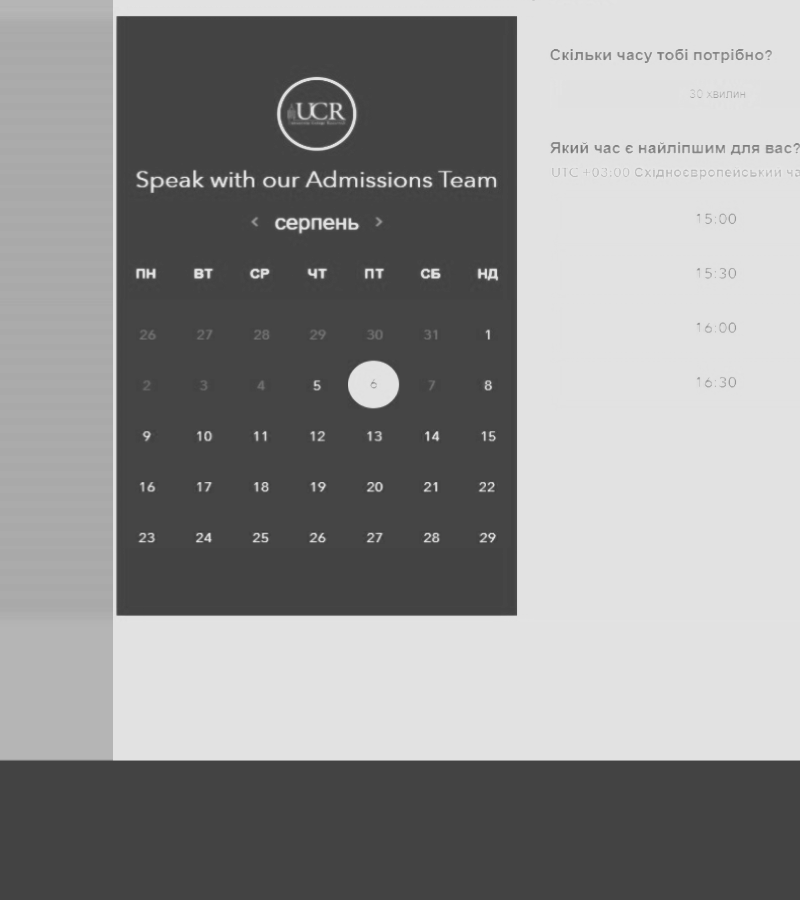 UCR
Speak with our Admissions Team
< серпень >
ПН ВТ СР ЧТ ПТ СБ НД
26 27 28 29 30 31 1
2 3 4 5 6 7 8
9 10 11 12 13 14 15
16 17 18 19 20 21 22
23 24 25 26 27 28 29
Скільки часу тобі потрібно?
30 хвилин
Який час є найліпшим для вас?
UTC +03:00 Східноєвропейський ча
15:00
15:30
16:00
16:30